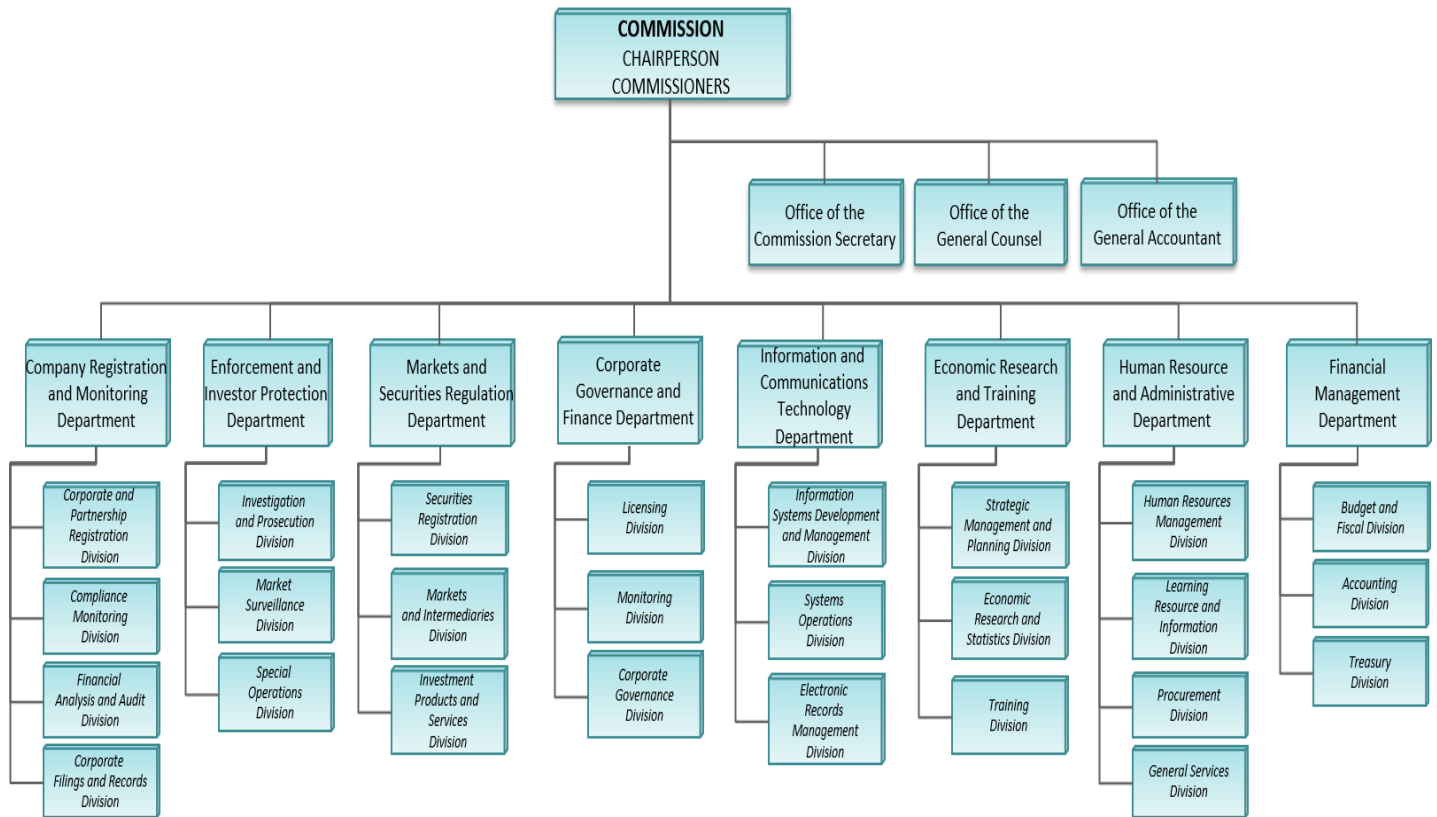 COMMISSION
CHAIRPERSON
COMMISSIONERS
Office of the
Commission Secretary
Office of the
General Counsel
Office of the
General Accountant
Company Registration
and Monitoring
Department
Enforcement and
Investor Protection
Department
Markets and
Securities Regulation
Department
Corporate
Governance and
Finance Department
Information and
Communications
Technology
Department
Economic Research
and Training
Department
Human Resource
and Administrative
Department
Financial
Management
Department
Corporate and
Partnership
Registration
Division
Compliance
Monitoring
Division
Financial
Analysis and Audit
Division
Corporate
Filings and Records
Division
Investigation
and Prosecution
Division
Market
Surveillance
Division
Special
Operations
Division
Securities
Registration
Division
Markets
and Intermediaries
Division
Investment
Products and
Services
Division
Licensing
Division
Monitoring
Division
Corporate
Governance
Division
Information
Systems Development
and Management
Division
Systems
Operations
Division
Electronic
Records
Management
Division
Strategic
Management and
Planning Division
Economic
Research and
Statistics Division
Training
Division
Human Resources
Management
Division
Learning
Resource and
Information
Division
Procurement
Division
General Services
Division
Budget and
Fiscal Division
Accounting
Division
Treasury
Division